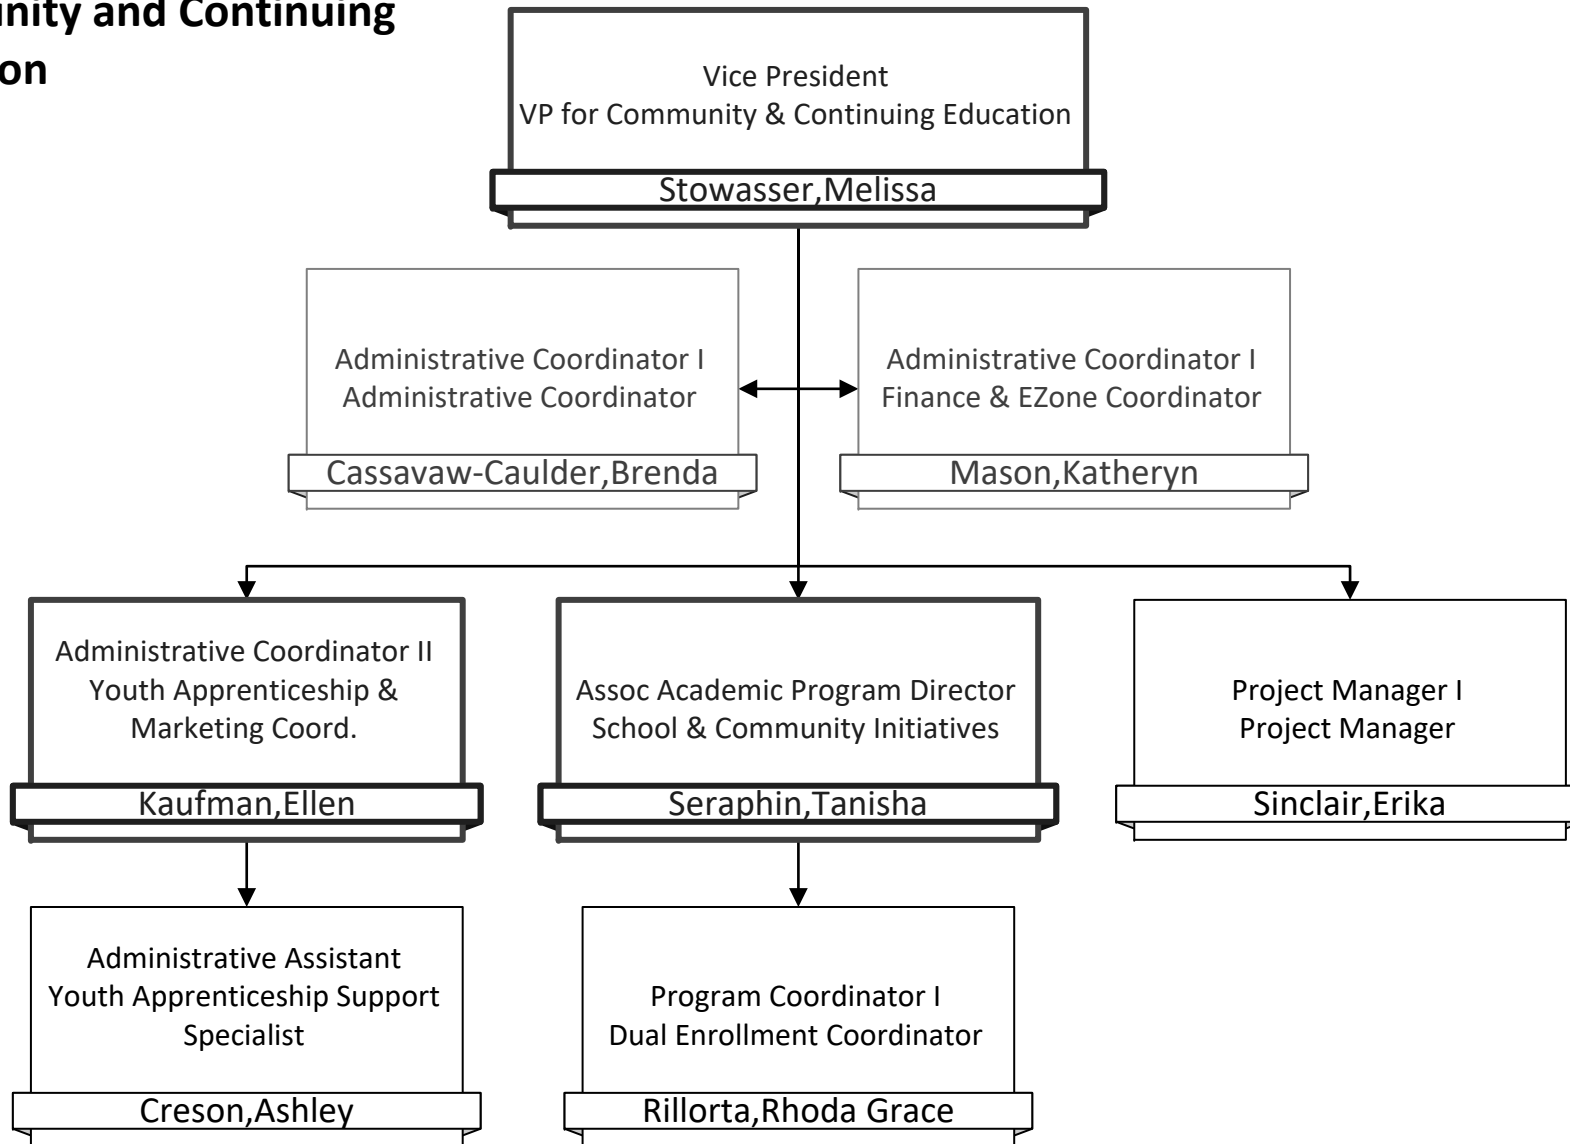 unity and Continuing
on
Vice President
VP for Community & Continuing Education
Stowasser,Melissa
Administrative Coordinator I
Administrative Coordinator
Cassavaw-Caulder,Brenda
Administrative Coordinator I
Finance & EZone Coordinator
Mason,Katheryn
Administrative Coordinator II
Youth Apprenticeship &
Marketing Coord.
Kaufman,Ellen
Assoc Academic Program Director
School & Community Initiatives
Seraphin,Tanisha
Project Manager I
Project Manager
Sinclair,Erika
Administrative Assistant
Youth Apprenticeship Support
Specialist
Creson,Ashley
Program Coordinator I
Dual Enrollment Coordinator
Rillorta,Rhoda Grace